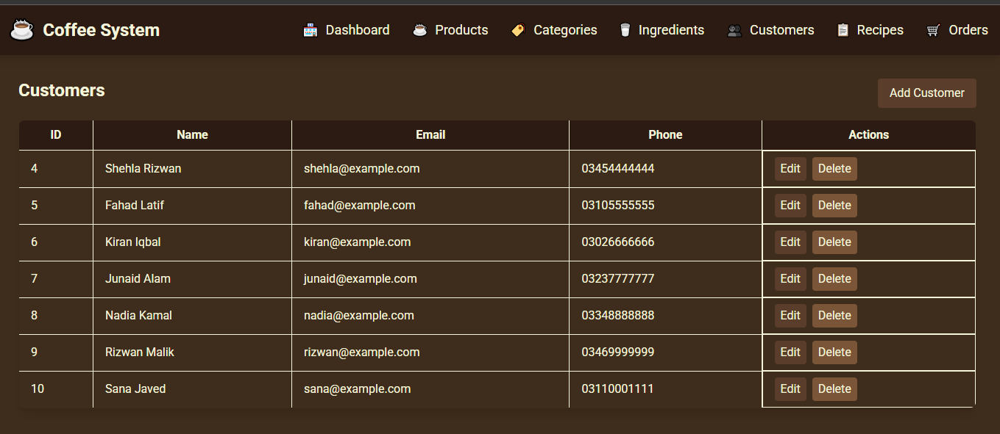 Coffee System Dashboard Products Categories Ingredients Customers Recipes Orders
Customers Add Customer
ID Name Email Phone Actions
4 Shehla Rizwan shehla@example.com 03454444444 Edit Delete
5 Fahad Latif fahad@example.com 03105555555 Edit Delete
6 Kiran Iqbal kiran@example.com 03026666666 Edit Delete
7 Junaid Alam junaid@example.com 03237777777 Edit Delete
8 Nadia Kamal nadia@example.com 03348888888 Edit Delete
9 Rizwan Malik rizwan@example.com 03469999999 Edit Delete
10 Sana Javed sana@example.com 03110001111 Edit Delete